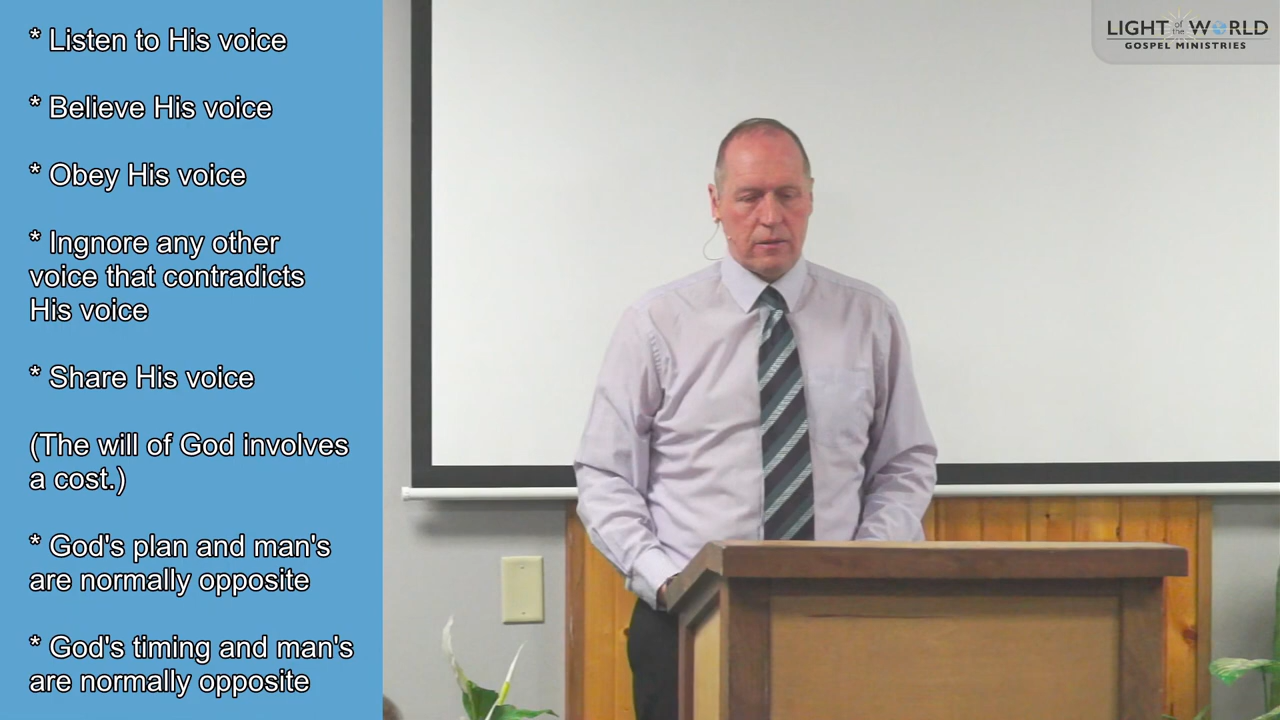 * Listen to His voice
* Believe His voice
* Obey His voice
* Ingnore any other
voice that contradicts
His voice
* Share His voice
(The will of God involves
a cost.)
* God's plan and man's
are normally opposite
* God's timing and man's
are normally opposite
LIGHT of the WORLD
GOSPEL MINISTRIES